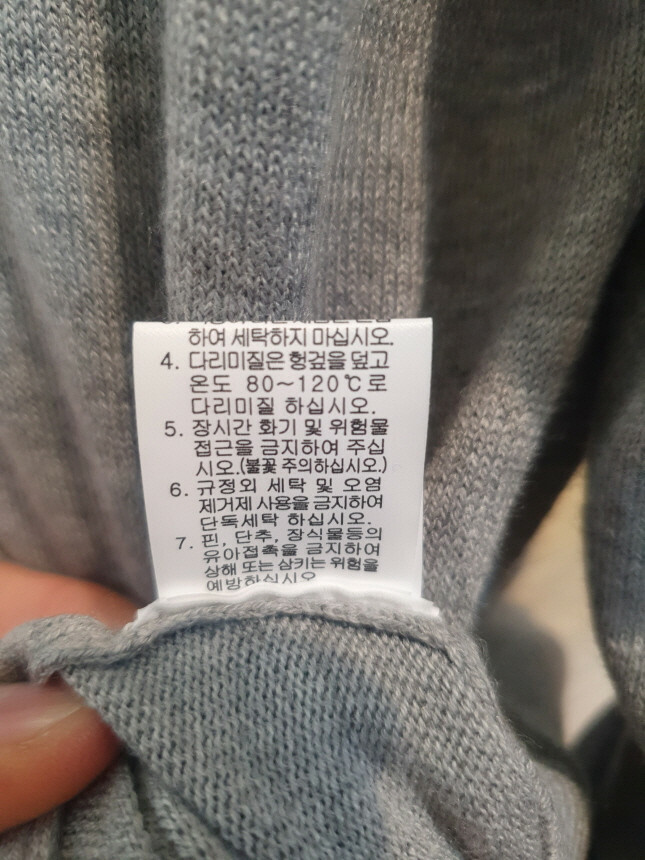 하여 세탁하지 마십시오.
4. 다리미질은 헝겊을 덮고
온도 80~120℃로
다리미질 하십시오.
5. 장시간 화기 및 위험물
접근을 금지하여 주십
시오.(불꽃 주의하십시오.)
6. 규정외 세탁 및 오염
제거제 사용을 금지하여
단독세탁 하십시오.
7. 핀, 단추, 장식물등의
유아접촉을 금지하여
상해 또는 삼키는 위험을
예방하십시오